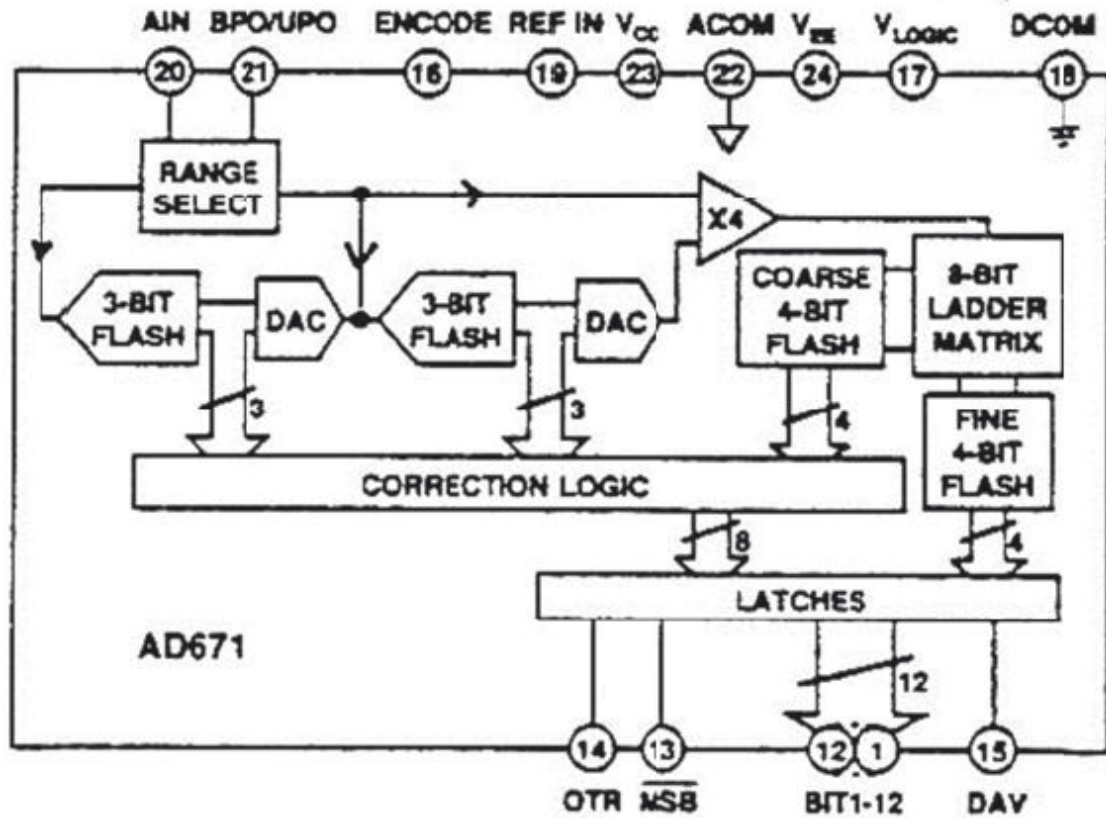 AIN BPO/UPO ENCODE REF IN VCC ACOM VEE VLOGIC DCOM
20 21 16 19 23 22 24 17 18
RANGE
SELECT
X4
3-BIT
FLASH
DAC
3-BIT
FLASH
DAC
COARSE
4-BIT
FLASH
8-BIT
LADDER
MATRIX
3
3
4
FINE
4-BIT
FLASH
CORRECTION LOGIC
8
4
LATCHES
AD671
12
14 13 12 1 15
OTR MSB BIT1-12 DAV